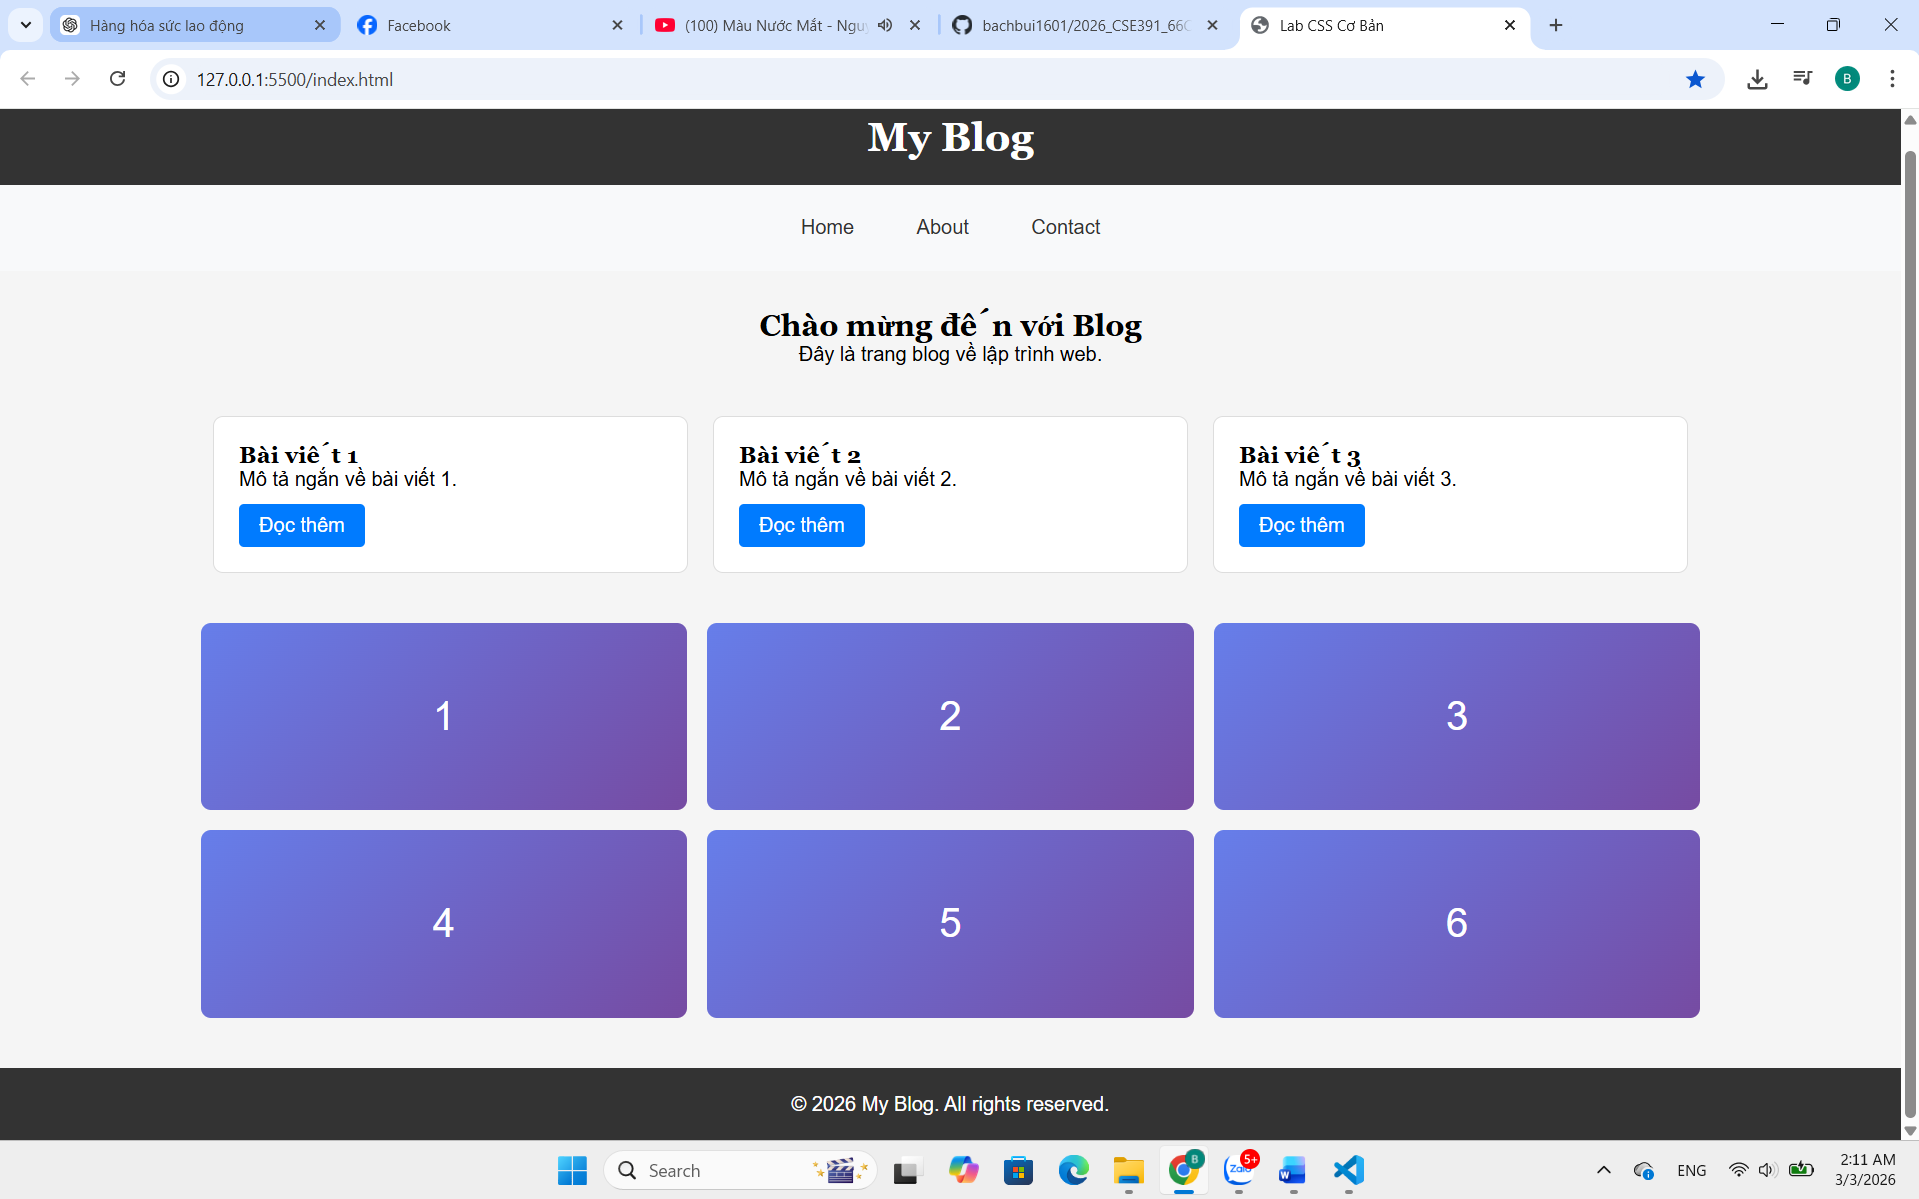 Hàng hóa sức lao động
Facebook
(100) Màu Nước Mắt - Ngu
bachbui1601/2026_CSE391_66
Lab CSS Cơ Bản
127.0.0.1:5500/index.html
B
My Blog
Home About Contact
Chào mừng đến với Blog
Đây là trang blog về lập trình web.
Bài viết 1
Mô tả ngắn về bài viết 1.
Đọc thêm
Bài viết 2
Mô tả ngắn về bài viết 2.
Đọc thêm
Bài viết 3
Mô tả ngắn về bài viết 3.
Đọc thêm
1 2 3
4 5 6
© 2026 My Blog. All rights reserved.
Search
B
Zalo
5+
W
ENG
2:11 AM
3/3/2026